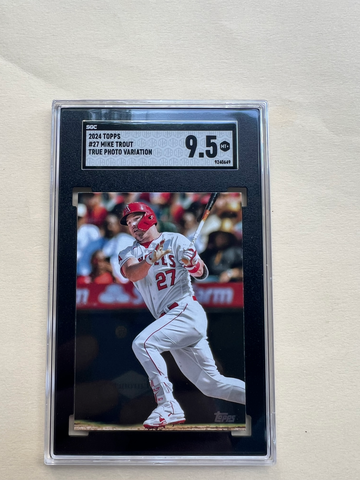 SGC
2024 TOPPS
#27 MIKE TROUT
TRUE PHOTO VARIATION
9.5
9240649
27
Topps